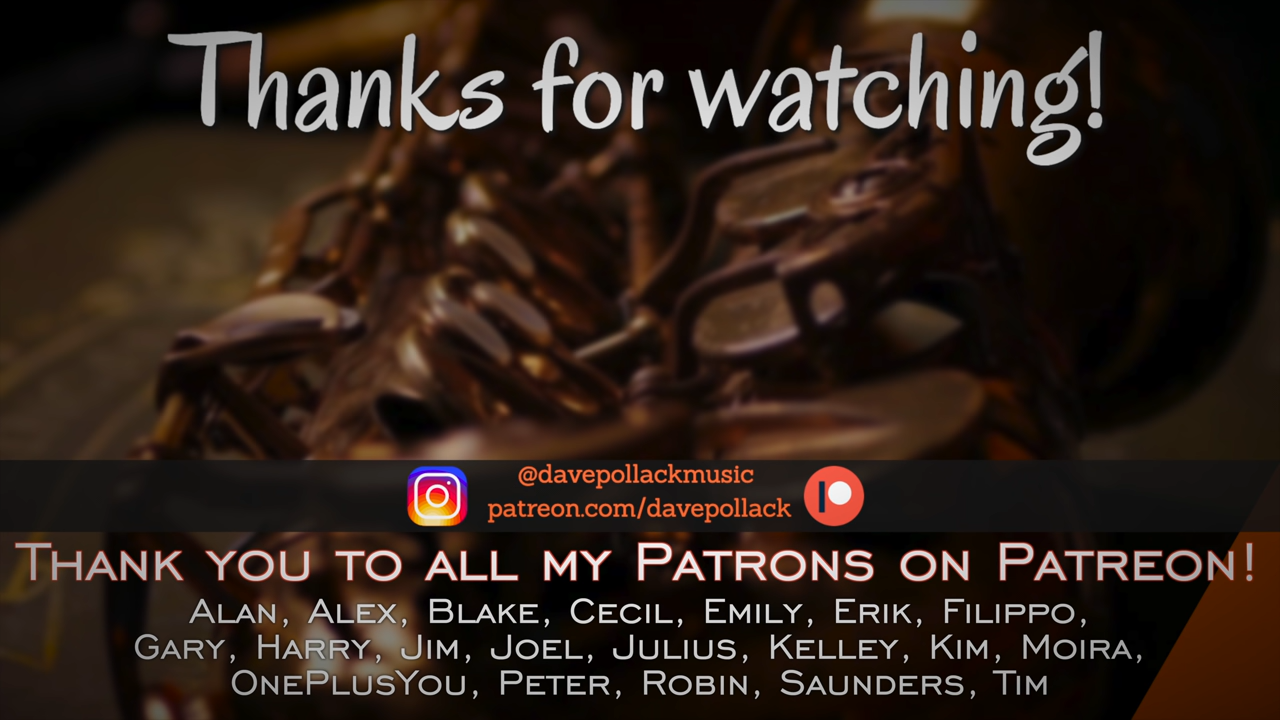 Thanks for watching!
@davepollackmusic
patreon.com/davepollack
Thank you to all my Patrons on Patreon!
Alan, Alex, Blake, Cecil, Emily, Erik, Filippo,
Gary, Harry, Jim, Joel, Julius, Kelley, Kim, Moira,
OnePlusYou, Peter, Robin, Saunders, Tim